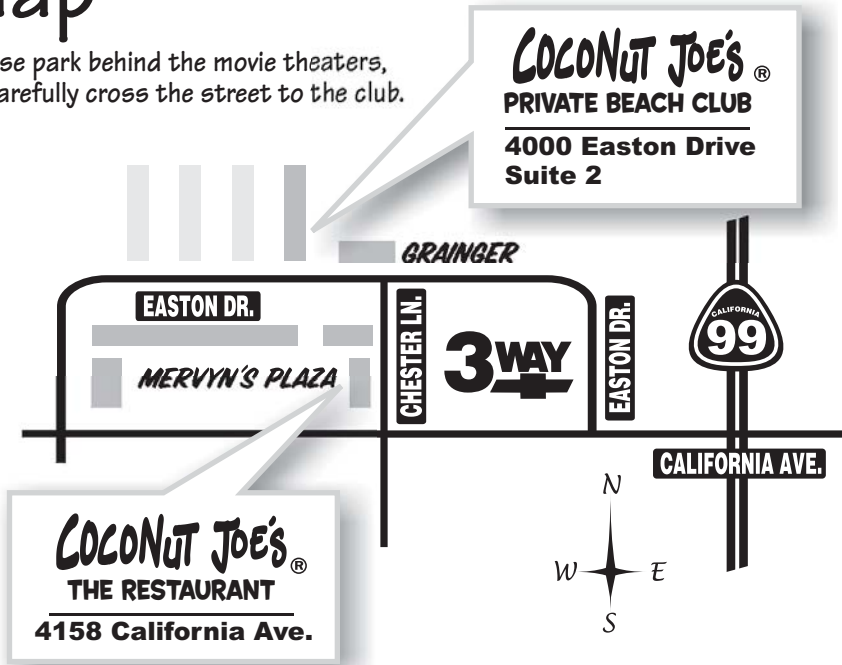 se park behind the movie theaters,
arefully cross the street to the club.
COCONUT JOE'S ®
PRIVATE BEACH CLUB
4000 Easton Drive
Suite 2
GRAINGER
EASTON DR.
CHESTER LN.
3 WAY
EASTON DR.
CALIFORNIA
99
MERVYN'S PLAZA
CALIFORNIA AVE.
COCONUT JOE'S ®
THE RESTAURANT
4158 California Ave.
N
W E
S